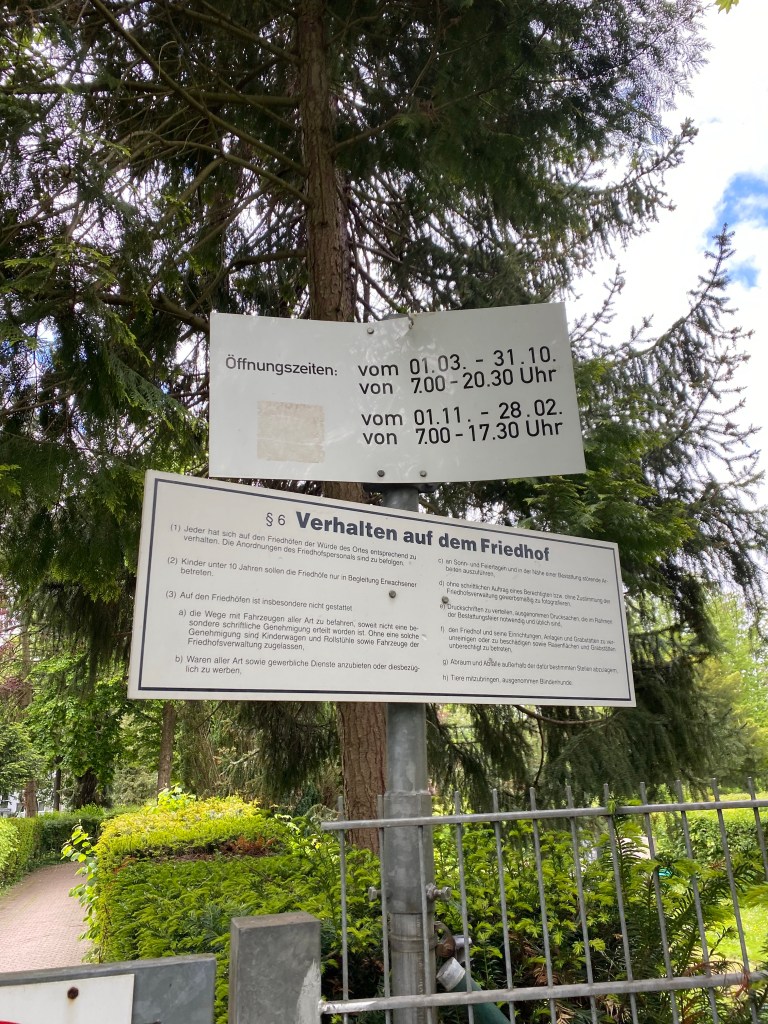 Öffnungszeiten:
vom 01.03. - 31.10.
von 7.00 - 20.30 Uhr
vom 01.11. - 28.02.
von 7.00 - 17.30 Uhr
§ 6 Verhalten auf dem Friedhof
(1) Jeder hat sich auf den Friedhöfen der Würde des Ortes entsprechend zu
verhalten. Die Anordnungen des Friedhofspersonals sind zu befolgen.
(2) Kinder unter 10 Jahren sollen die Friedhöfe nur in Begleitung Erwachsener
betreten.
(3) Auf den Friedhöfen ist insbesondere nicht gestattet
a) die Wege mit Fahrzeugen aller Art zu befahren, soweit nicht eine be-
sondere schriftliche Genehmigung erteilt worden ist. Ohne eine solche
Genehmigung sind Kinderwagen und Rollstühle sowie Fahrzeuge der
Friedhofsverwaltung zugelassen.
b) Waren aller Art sowie gewerbliche Dienste anzubieten oder diesbezüg-
lich zu werben.
c) an Sonn- und Feiertagen und in der Nähe einer Bestattung störende Ar-
beiten auszuführen.
d) ohne schriftlichen Auftrag eines Berechtigten bzw. ohne Zustimmung der
Friedhofsverwaltung gewerbsmäßig zu fotografieren.
e) Druckschriften zu verteilen, ausgenommen Drucksachen, die im Rahmen
der Bestattungsfeier notwendig und üblich sind.
f) den Friedhof und seine Einrichtungen, Anlagen und Grabstätten zu ver-
unreinigen oder zu beschädigen sowie Rasenflächen und Grabstätten
unberechtigt zu betreten.
g) Abraum und Abfälle außerhalb der dafür bestimmten Stellen abzulagern.
h) Tiere mitzubringen, ausgenommen Blindenhunde.